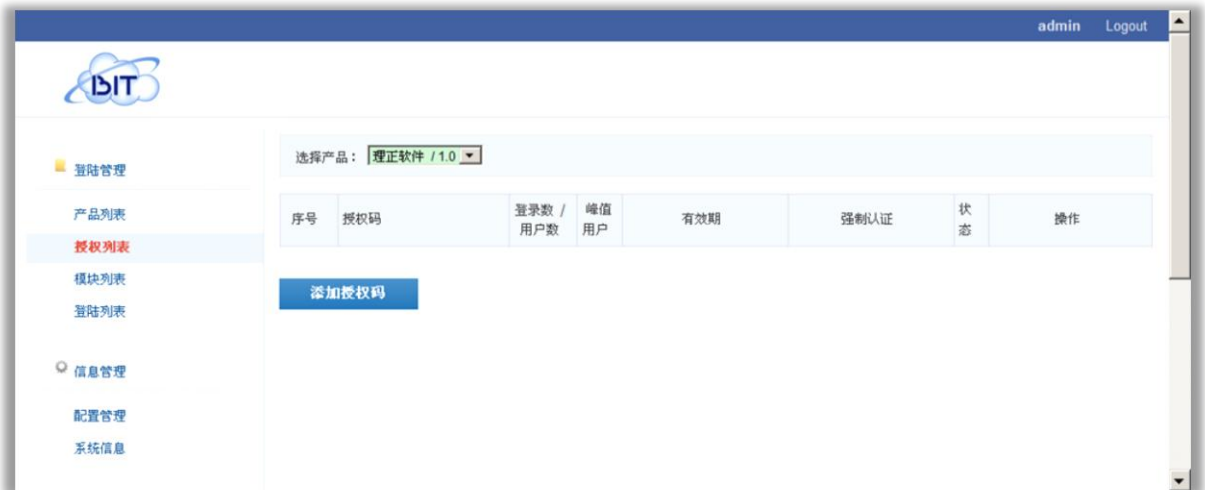 admin Logout
BIT
登陆管理
产品列表
授权列表
模块列表
登陆列表
信息管理
配置管理
系统信息
选择产品： 理正软件 / 1.0
序号 授权码 登录数 / 用户数 峰值用户 有效期 强制认证 状态 操作
添加授权码